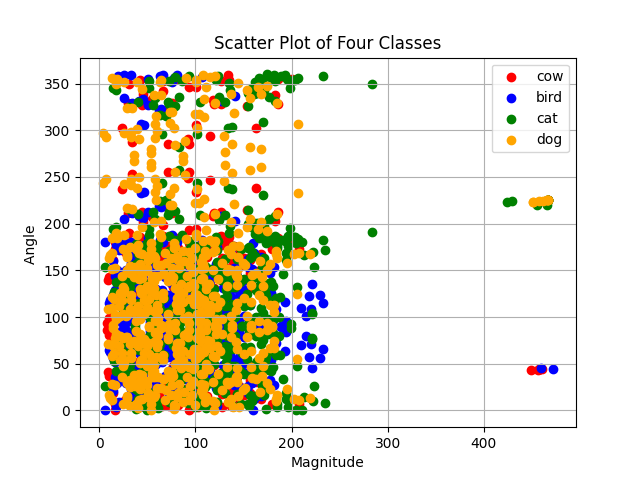 Scatter Plot of Four Classes
cow
bird
cat
dog
Angle
350
300
250
200
150
100
50
0
0 100 200 300 400
Magnitude